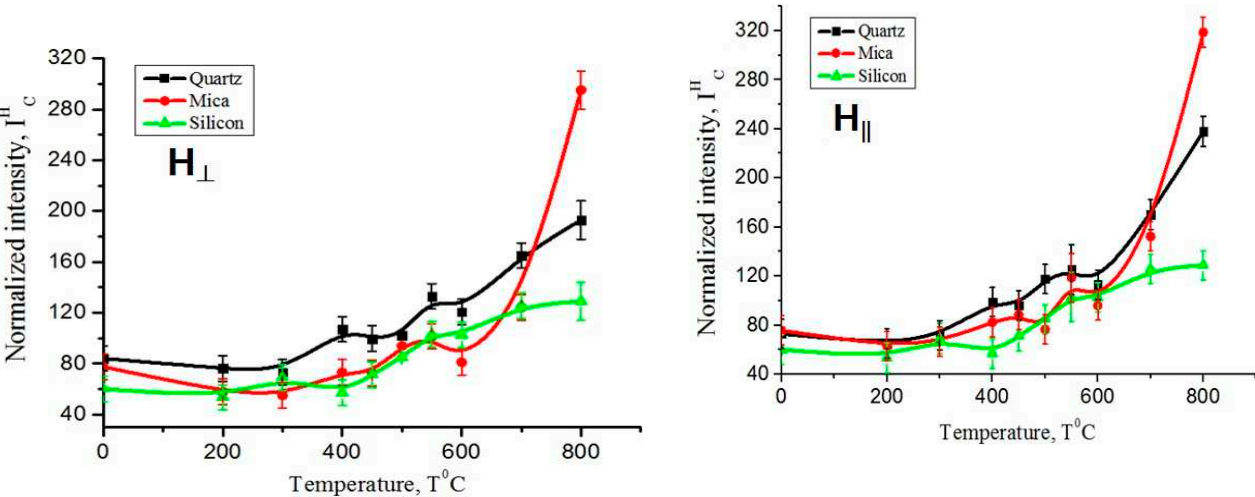 Normalized intensity, I^H_C
320
280
240
200
160
120
80
40
Quartz
Mica
Silicon
H⊥
0
200
400
600
800
Temperature, T⁰C
Normalized intensity, I^H_C
320
280
240
200
160
120
80
40
Quartz
Mica
Silicon
H∥
0
200
400
600
800
Temperature, T⁰C